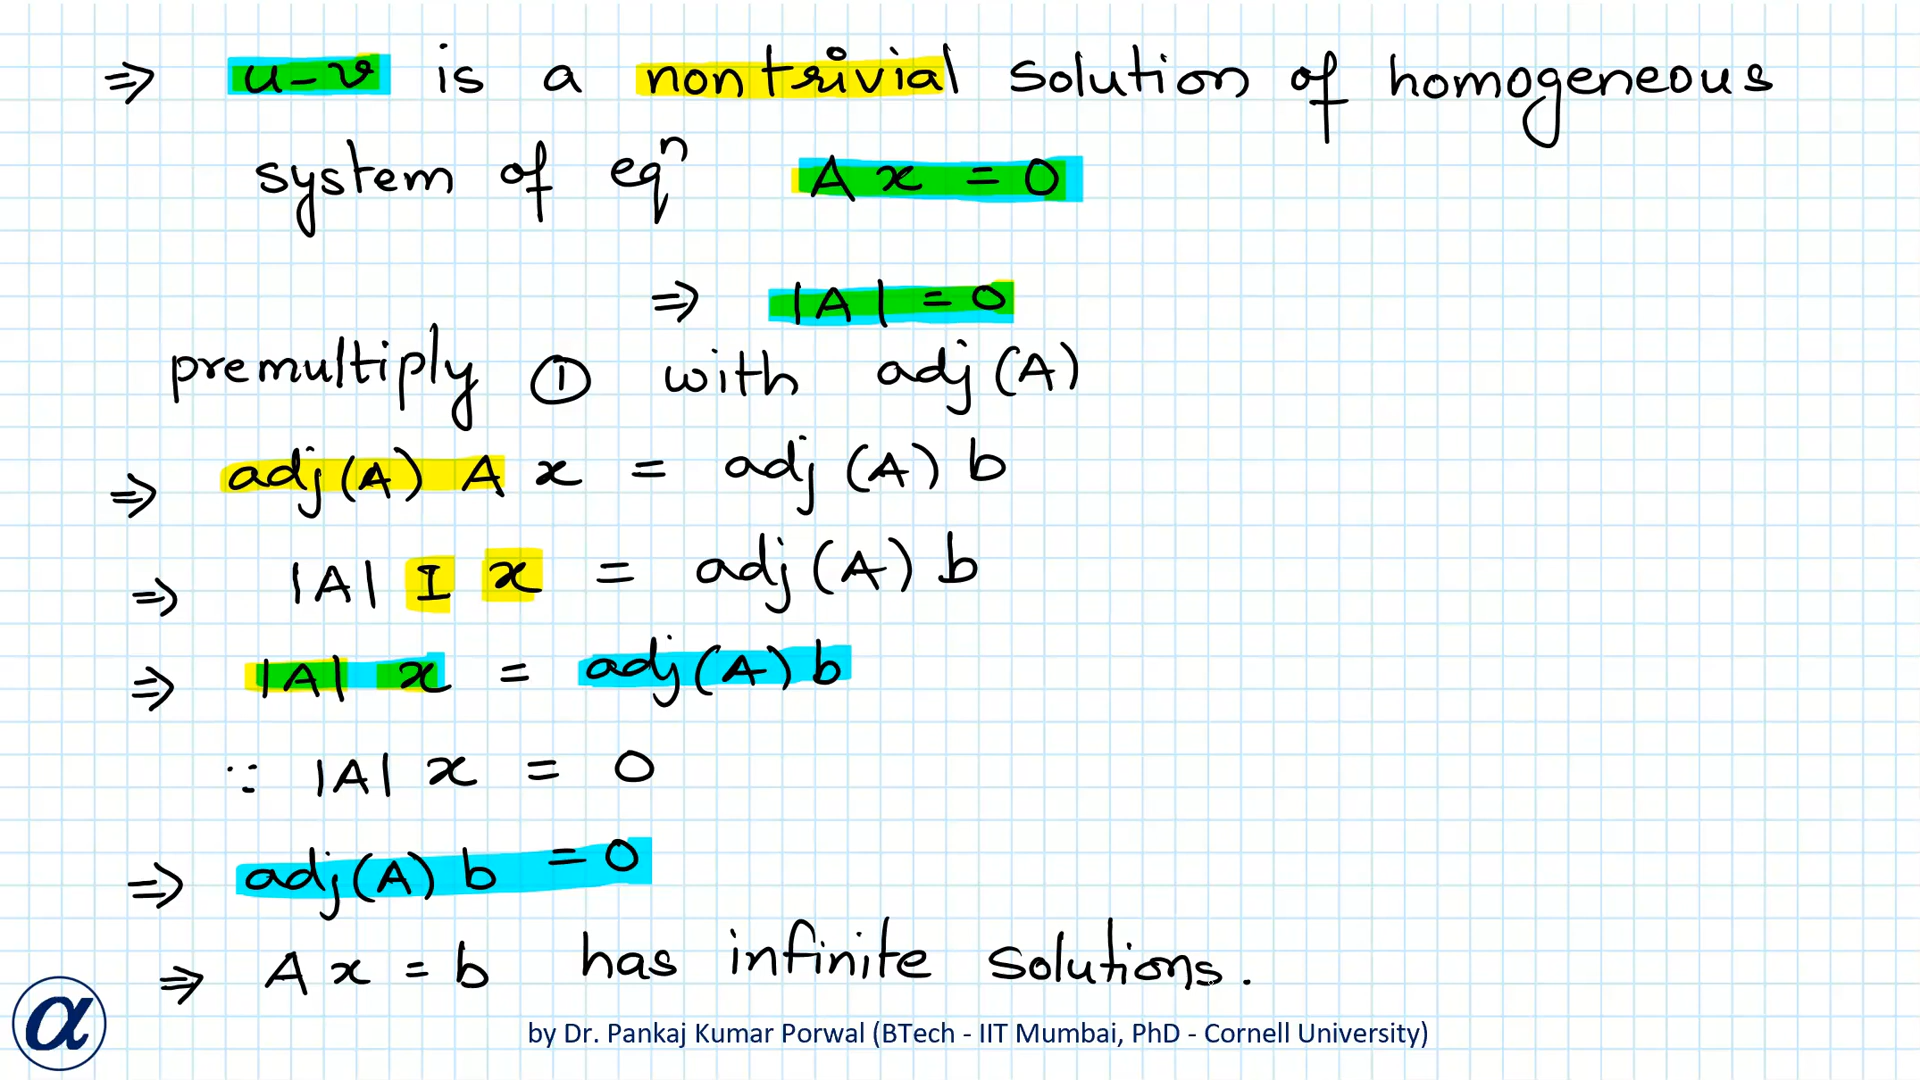 ⇒ u-v is a nontrivial solution of homogeneous
system of eqⁿ Ax = 0
⇒ |A| = 0
premultiply ① with adj(A)
⇒ adj(A) A x = adj(A) b
⇒ |A| I x = adj(A) b
⇒ |A| x = adj(A) b
∵ |A| x = 0
⇒ adj(A) b = 0
⇒ Ax = b has infinite solutions.
α
by Dr. Pankaj Kumar Porwal (BTech - IIT Mumbai, PhD - Cornell University)